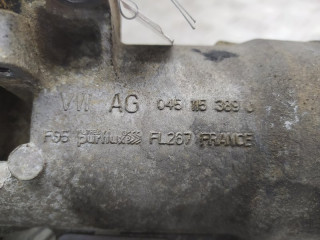 VW AG 045 115 389 J
F95 purflux FL267 FRANCE